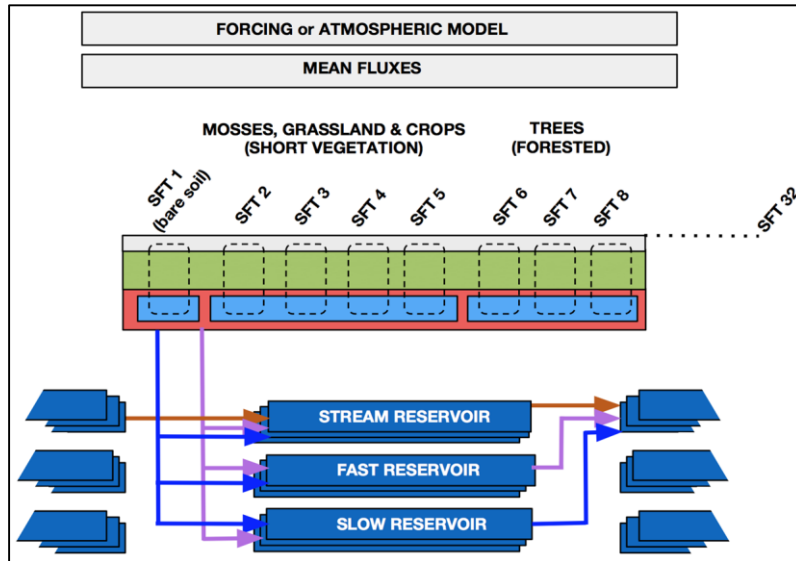 FORCING or ATMOSPHERIC MODEL
MEAN FLUXES
MOSSES, GRASSLAND & CROPS
(SHORT VEGETATION)
TREES
(FORESTED)
SFT 1
(bare soil)
SFT 2
SFT 3
SFT 4
SFT 5
SFT 6
SFT 7
SFT 8
SFT 32
STREAM RESERVOIR
FAST RESERVOIR
SLOW RESERVOIR